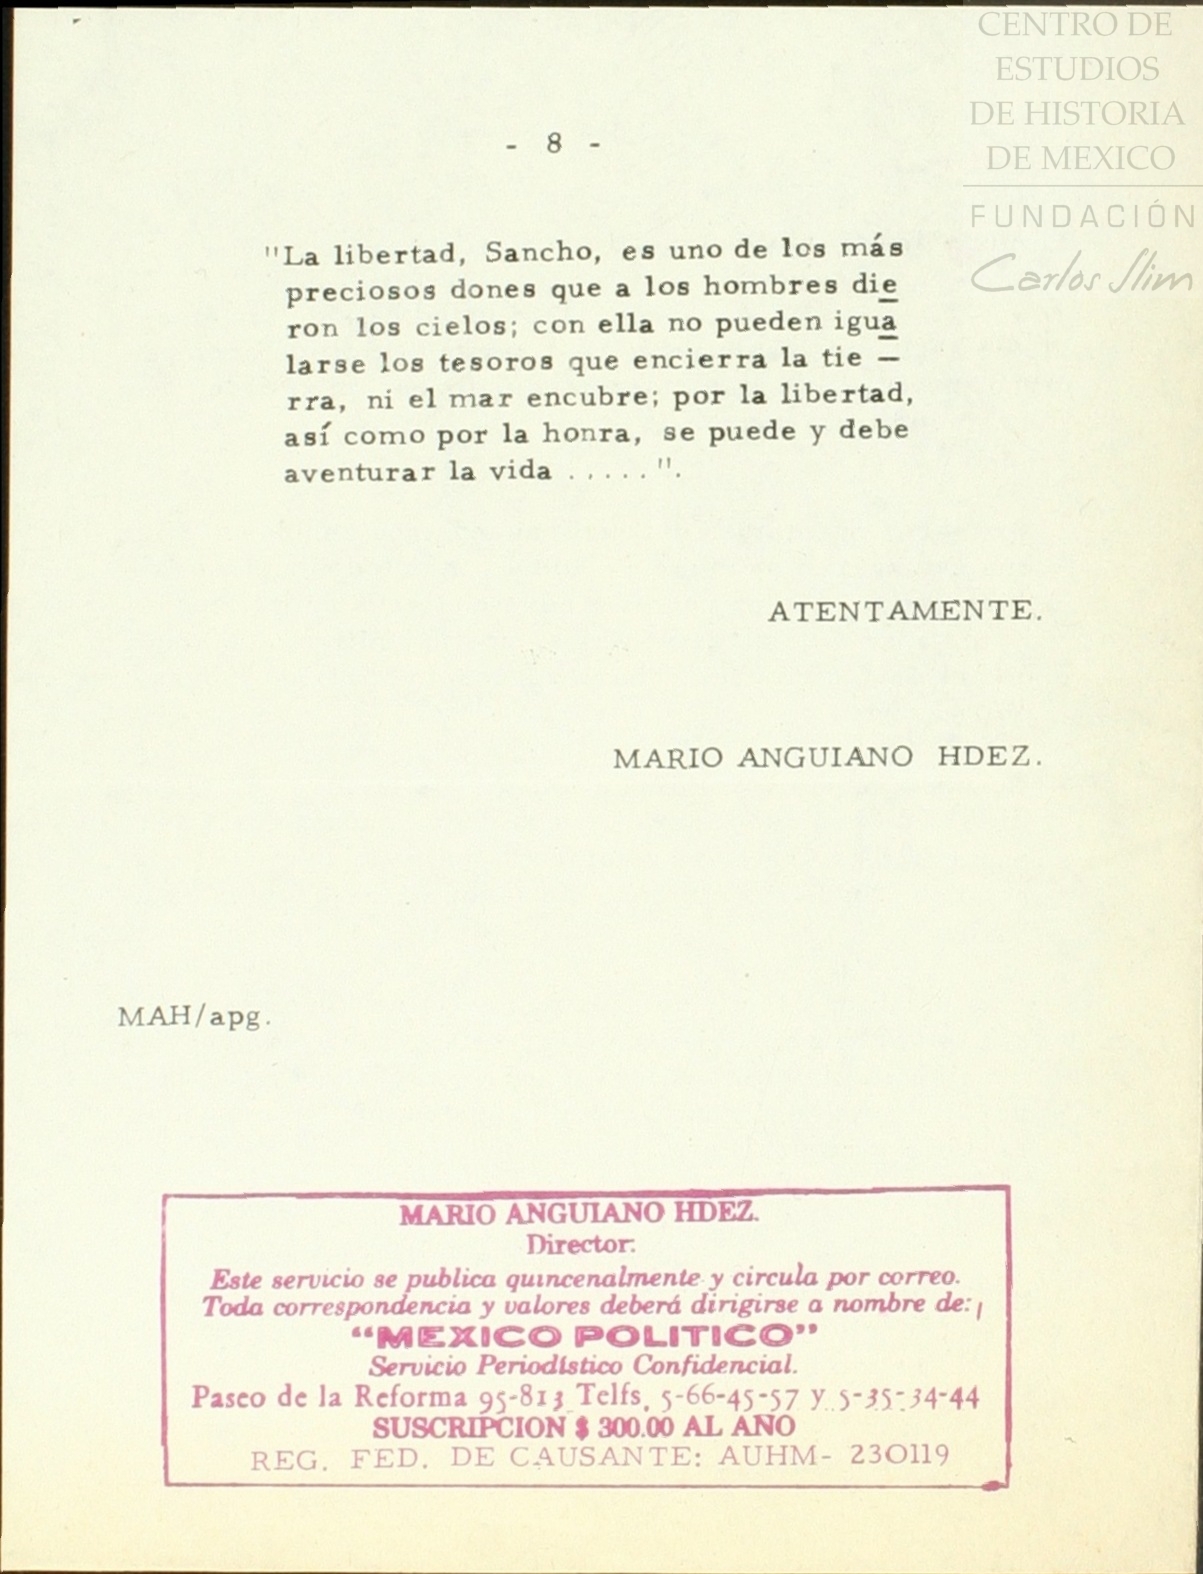 CENTRO DE
ESTUDIOS
DE HISTORIA
DE MEXICO
FUNDACIÓN
Carlos Slim
- 8 -
"La libertad, Sancho, es uno de los más
preciosos dones que a los hombres die
ron los cielos; con ella no pueden igua
larse los tesoros que encierra la tie —
rra, ni el mar encubre; por la libertad,
así como por la honra, se puede y debe
aventurar la vida . . . . . ".
ATENTAMENTE.
MARIO ANGUIANO HDEZ.
MAH/apg.
MARIO ANGUIANO HDEZ.
Director.
Este servicio se publica quincenalmente y circula por correo.
Toda correspondencia y valores deberá dirigirse a nombre de:
"MEXICO POLITICO"
Servicio Periodístico Confidencial.
Paseo de la Reforma 95-813 Telfs. 5-66-45-57 y 5-35-34-44
SUSCRIPCION $ 300.00 AL AÑO
REG. FED. DE CAUSANTE: AUHM- 230119